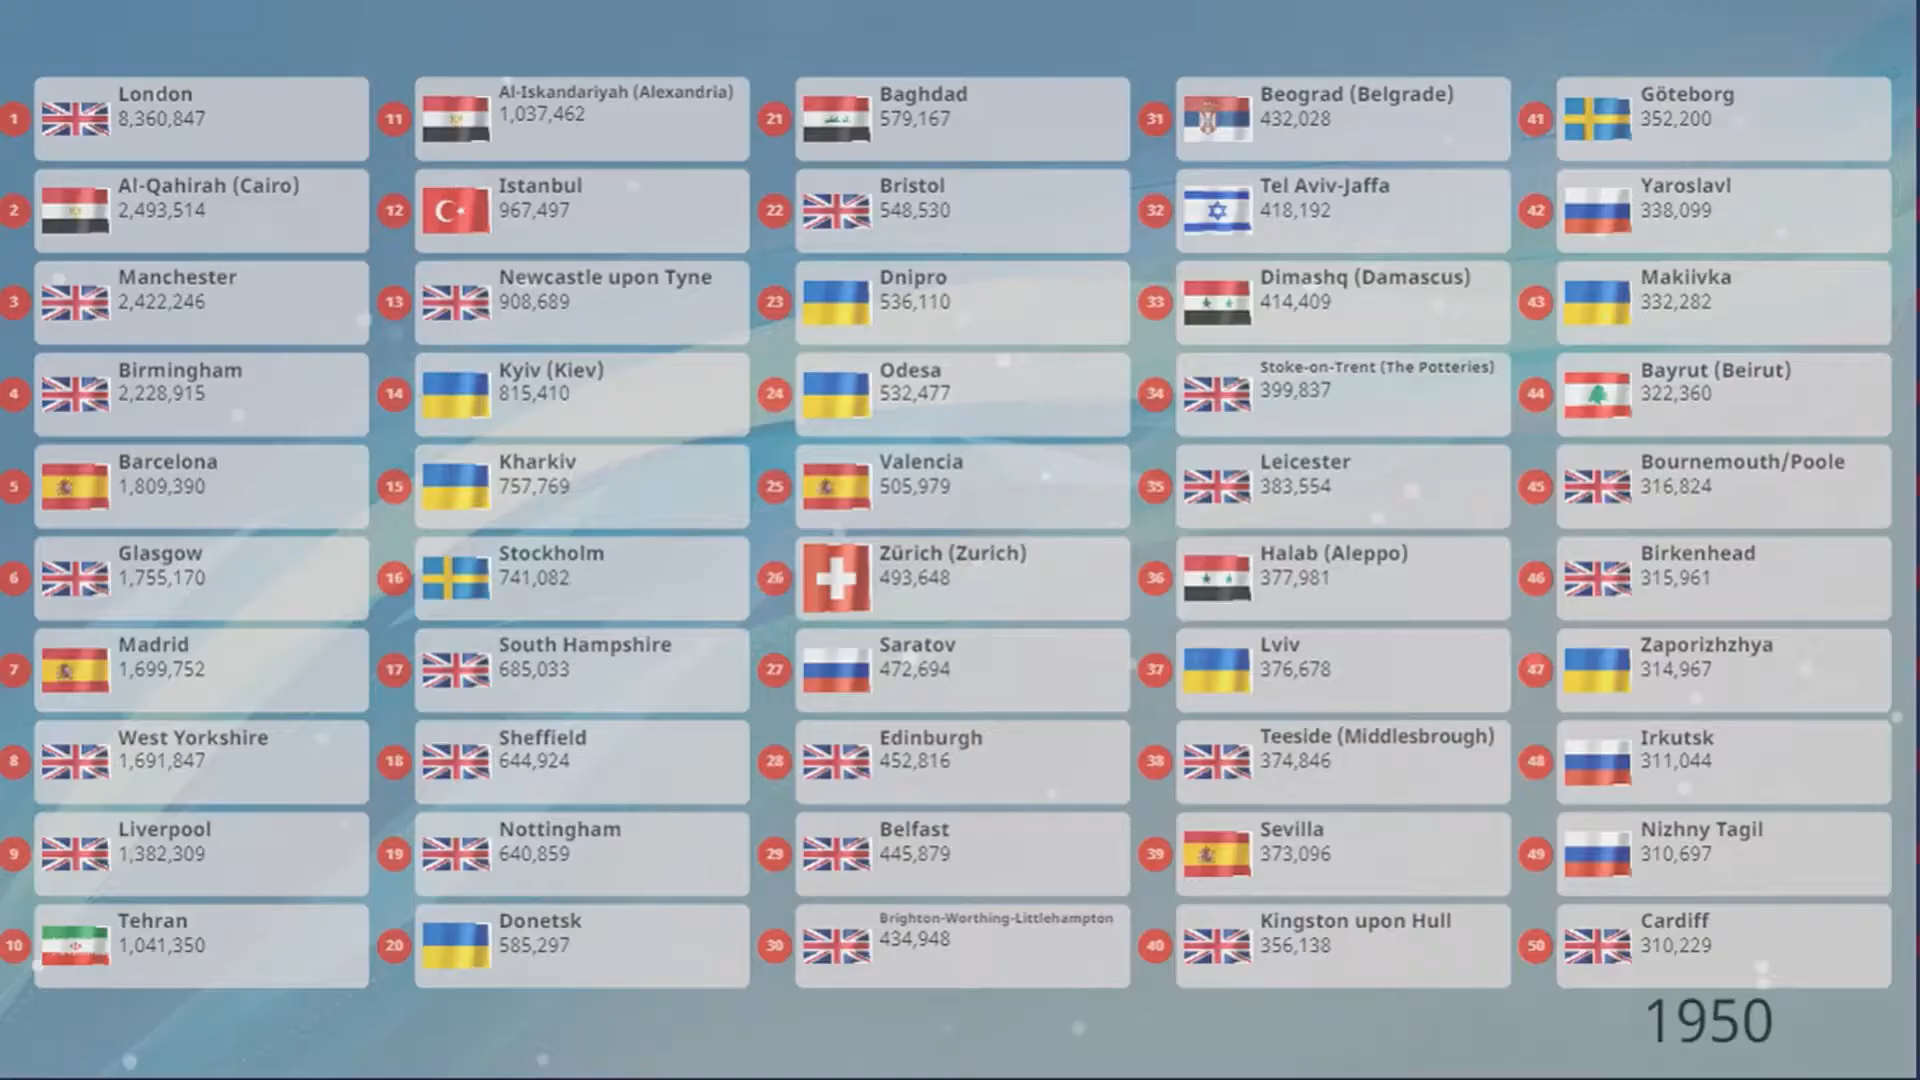 1
London
8,360,847
2
Al-Qahirah (Cairo)
2,493,514
3
Manchester
2,422,246
4
Birmingham
2,228,915
5
Barcelona
1,809,390
6
Glasgow
1,755,170
7
Madrid
1,699,752
8
West Yorkshire
1,691,847
9
Liverpool
1,382,309
10
Tehran
1,041,350
11
Al-Iskandariyah (Alexandria)
1,037,462
12
Istanbul
967,497
13
Newcastle upon Tyne
908,689
14
Kyiv (Kiev)
815,410
15
Kharkiv
757,769
16
Stockholm
741,082
17
South Hampshire
685,033
18
Sheffield
644,924
19
Nottingham
640,859
20
Donetsk
585,297
21
Baghdad
579,167
22
Bristol
548,530
23
Dnipro
536,110
24
Odesa
532,477
25
Valencia
505,979
26
Zürich (Zurich)
493,648
27
Saratov
472,694
28
Edinburgh
452,816
29
Belfast
445,879
30
Brighton-Worthing-Littlehampton
434,948
31
Beograd (Belgrade)
432,028
32
Tel Aviv-Jaffa
418,192
33
Dimashq (Damascus)
414,409
34
Stoke-on-Trent (The Potteries)
399,837
35
Leicester
383,554
36
Halab (Aleppo)
377,981
37
Lviv
376,678
38
Teeside (Middlesbrough)
374,846
39
Sevilla
373,096
40
Kingston upon Hull
356,138
41
Göteborg
352,200
42
Yaroslavl
338,099
43
Makiivka
332,282
44
Bayrut (Beirut)
322,360
45
Bournemouth/Poole
316,824
46
Birkenhead
315,961
47
Zaporizhzhya
314,967
48
Irkutsk
311,044
49
Nizhny Tagil
310,697
50
Cardiff
310,229
1950